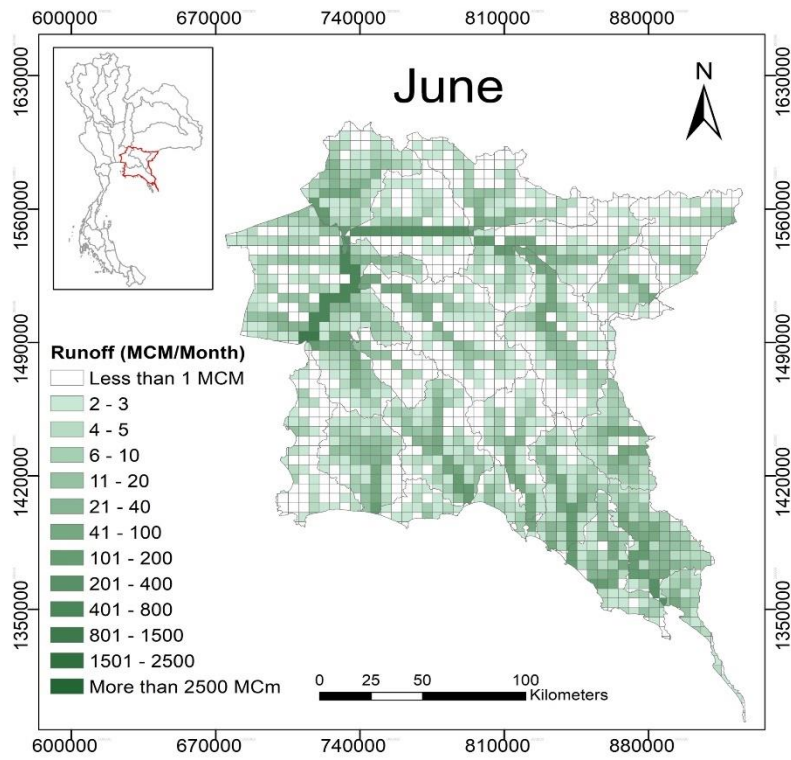 600000 670000 740000 810000 880000
1630000 1630000
June
N
1560000 1560000
1490000 1490000
Runoff (MCM/Month)
Less than 1 MCM
2 - 3
4 - 5
6 - 10
11 - 20
21 - 40
41 - 100
101 - 200
201 - 400
401 - 800
801 - 1500
1501 - 2500
More than 2500 MCm
1420000 1420000
1350000 1350000
0 25 50 100
Kilometers
600000 670000 740000 810000 880000